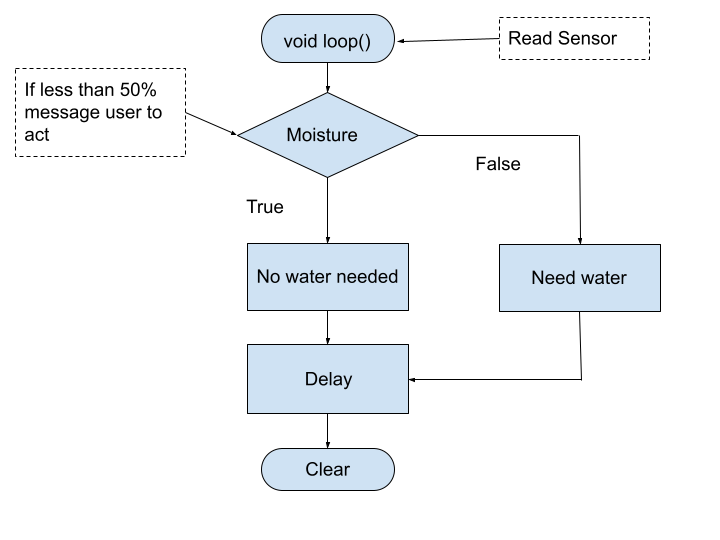 void loop()
Read Sensor
If less than 50%
message user to
act
Moisture
False
True
No water needed
Need water
Delay
Clear